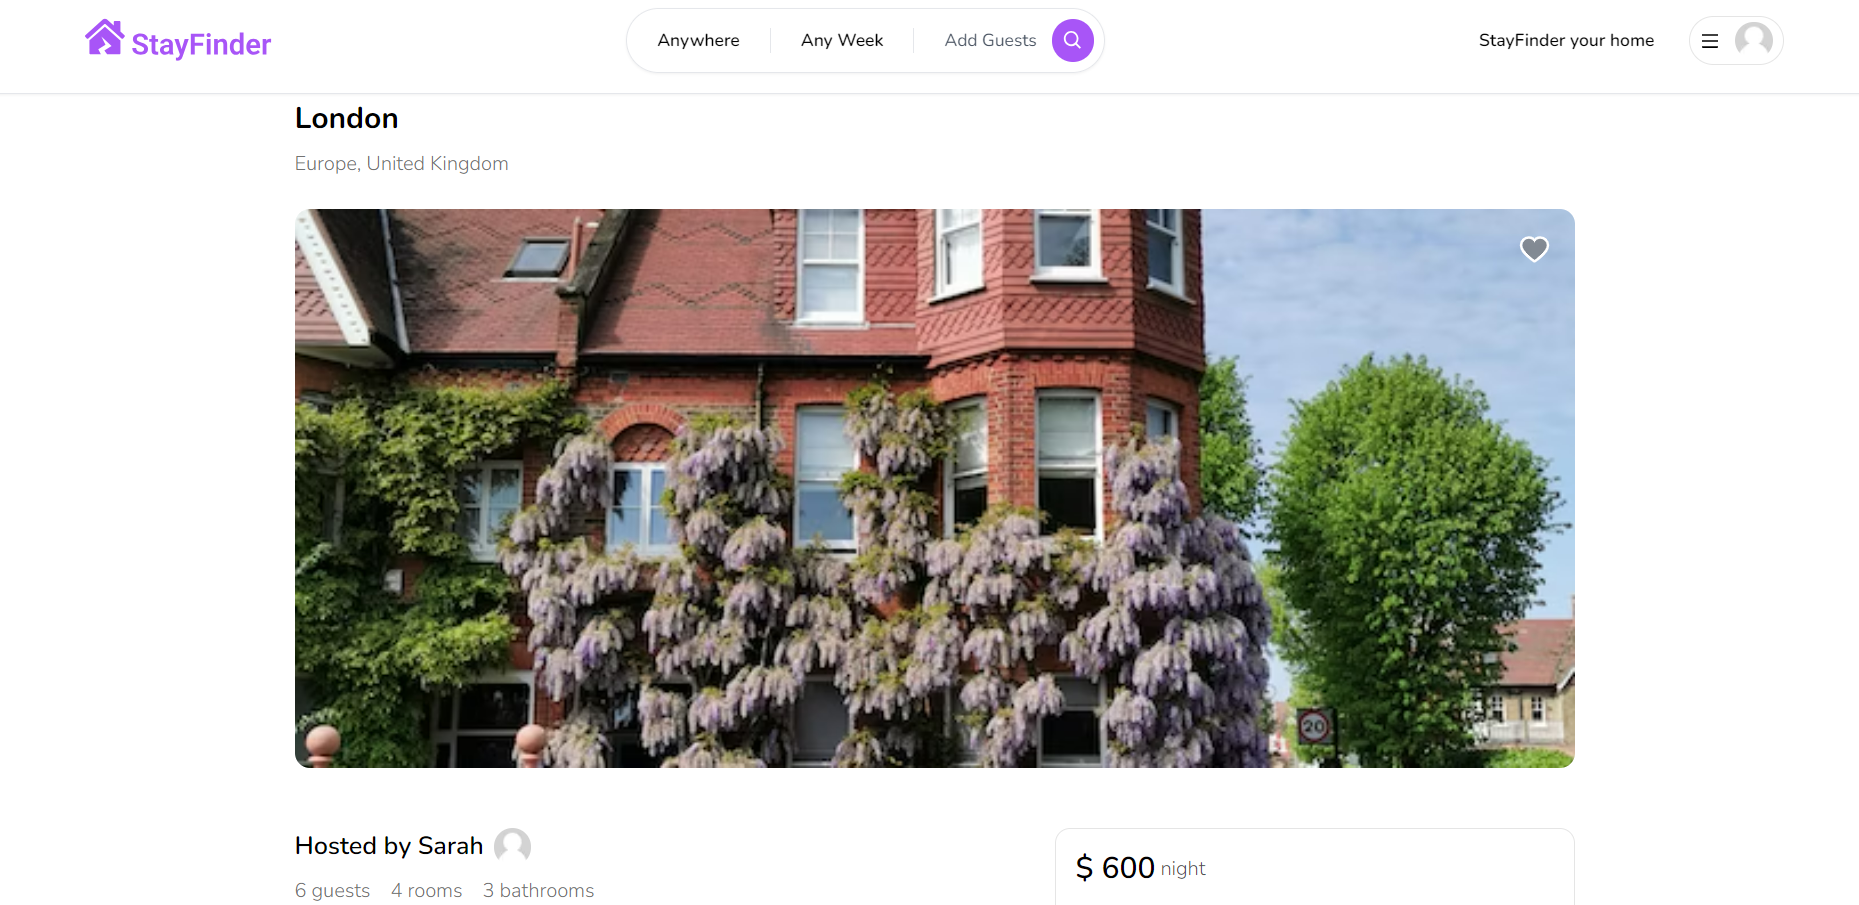 StayFinder
Anywhere
Any Week
Add Guests
StayFinder your home
London
Europe, United Kingdom
20
Hosted by Sarah
6 guests 4 rooms 3 bathrooms
$ 600 night